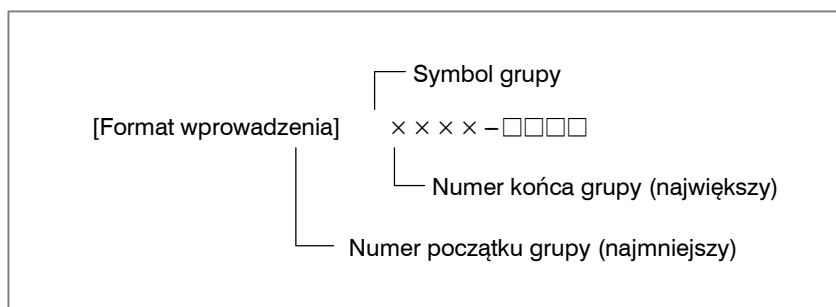 Symbol grupy
[Format wprowadzenia] × × × × – □□□□
Numer końca grupy (największy)
Numer początku grupy (najmniejszy)